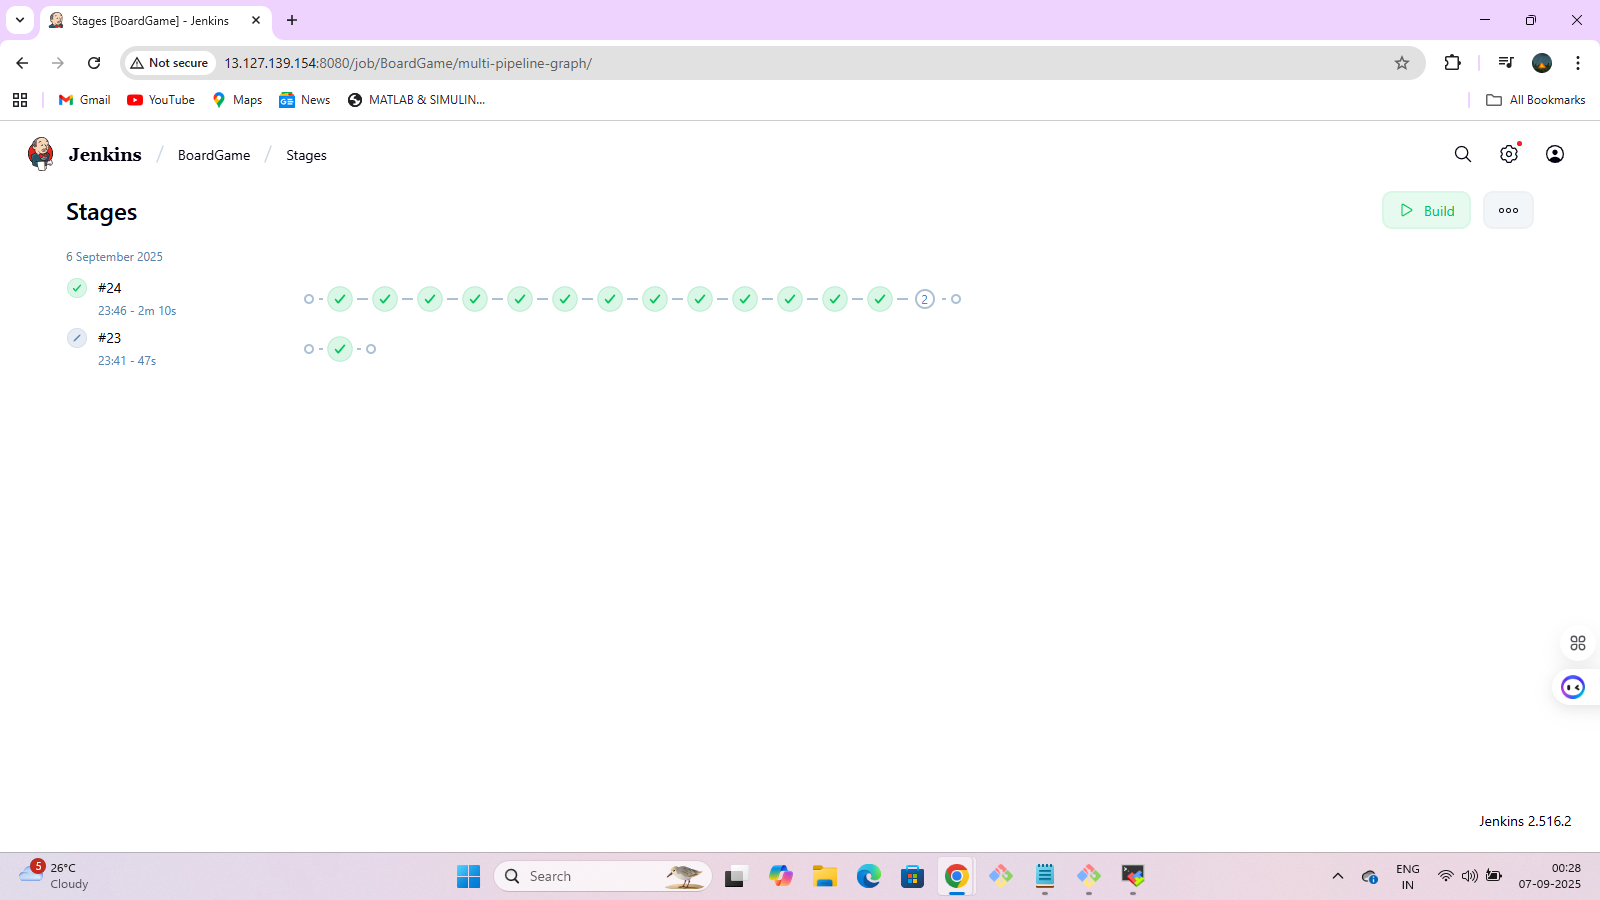 Stages [BoardGame] - Jenkins
Not secure
13.127.139.154:8080/job/BoardGame/multi-pipeline-graph/
Gmail
YouTube
Maps
News
MATLAB & SIMULIN...
All Bookmarks
Jenkins / BoardGame / Stages
Stages
Build
6 September 2025
#24
23:46 - 2m 10s
2
#23
23:41 - 47s
Jenkins 2.516.2
5
26°C
Cloudy
Search
ENG
IN
00:28
07-09-2025